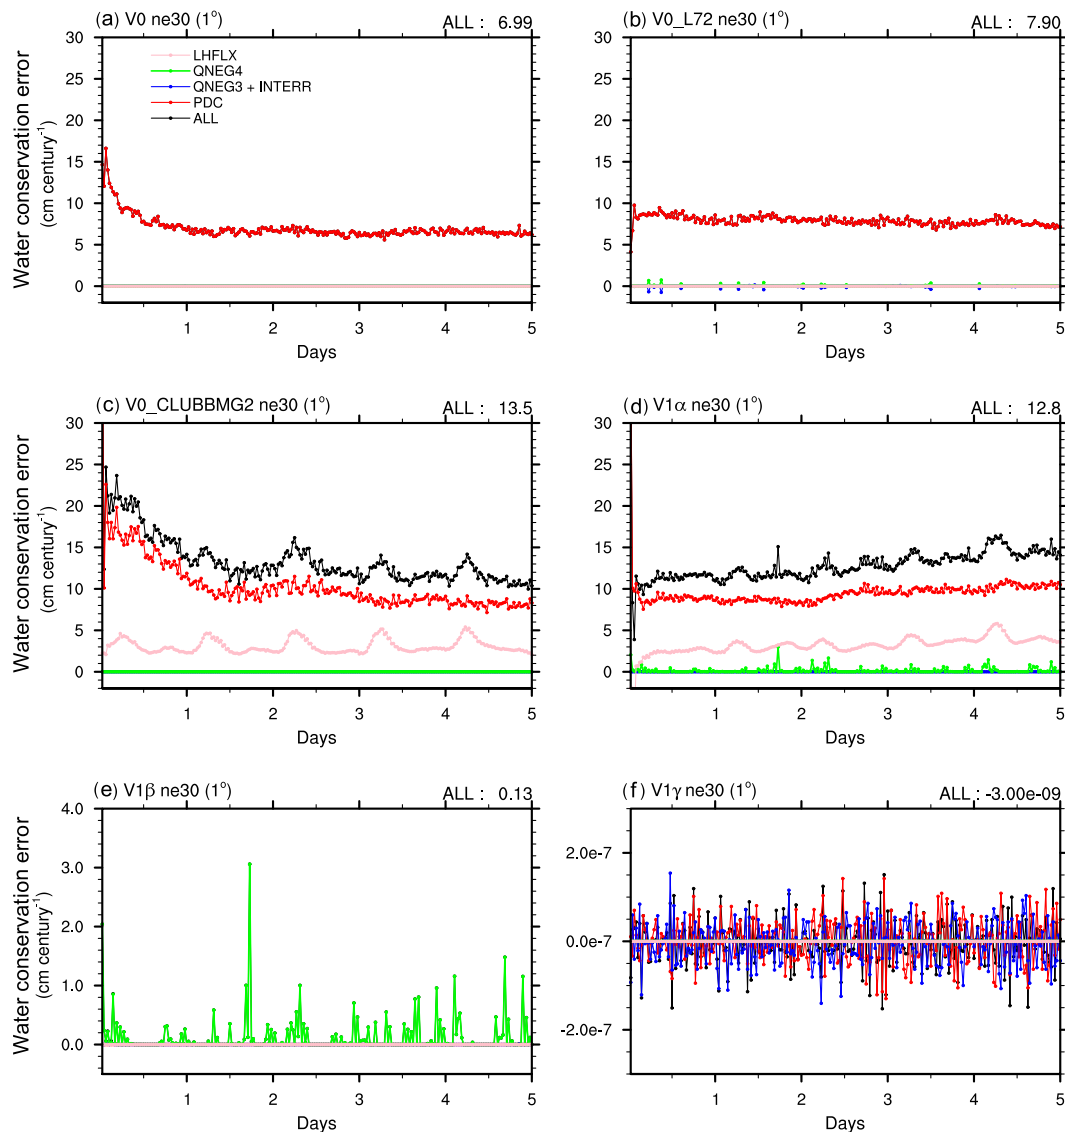 (a) V0 ne30 (1°) ALL : 6.99
30
25
20
15
10
5
0
Water conservation error
(cm century⁻¹)
LHFLX
QNEG4
QNEG3 + INTERR
PDC
ALL
1 2 3 4 5
Days
(b) V0_L72 ne30 (1°) ALL : 7.90
30
25
20
15
10
5
0
1 2 3 4 5
Days
(c) V0_CLUBBMG2 ne30 (1°) ALL : 13.5
30
25
20
15
10
5
0
Water conservation error
(cm century⁻¹)
1 2 3 4 5
Days
(d) V1α ne30 (1°) ALL : 12.8
30
25
20
15
10
5
0
1 2 3 4 5
Days
(e) V1β ne30 (1°) ALL : 0.13
4.0
3.0
2.0
1.0
0.0
Water conservation error
(cm century⁻¹)
1 2 3 4 5
Days
(f) V1γ ne30 (1°) ALL : -3.00e-09
2.0e-7
0.0e-7
-2.0e-7
1 2 3 4 5
Days